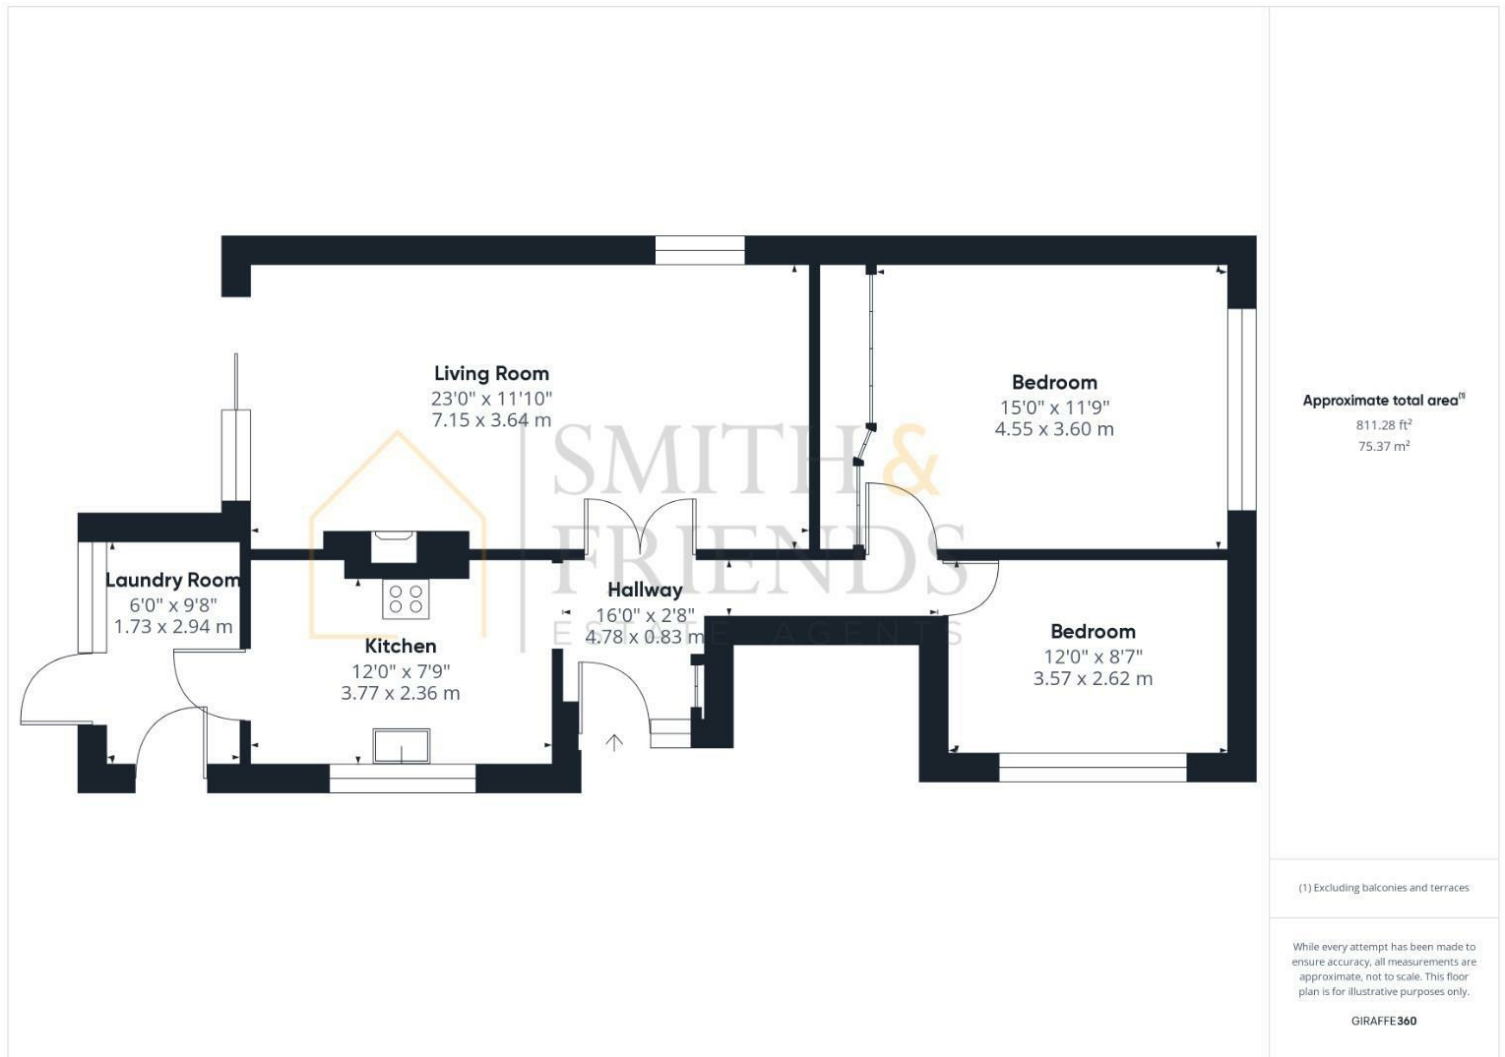 Living Room
23'0" x 11'10"
7.15 x 3.64 m
Bedroom
15'0" x 11'9"
4.55 x 3.60 m
SMITH &
FRIENDS
ESTATE AGENTS
Laundry Room
6'0" x 9'8"
1.73 x 2.94 m
Hallway
16'0" x 2'8"
4.78 x 0.83 m
Kitchen
12'0" x 7'9"
3.77 x 2.36 m
Bedroom
12'0" x 8'7"
3.57 x 2.62 m
Approximate total area(1)
811.28 ft²
75.37 m²
(1) Excluding balconies and terraces
While every attempt has been made to
ensure accuracy, all measurements are
approximate, not to scale. This floor
plan is for illustrative purposes only.
GIRAFFE360